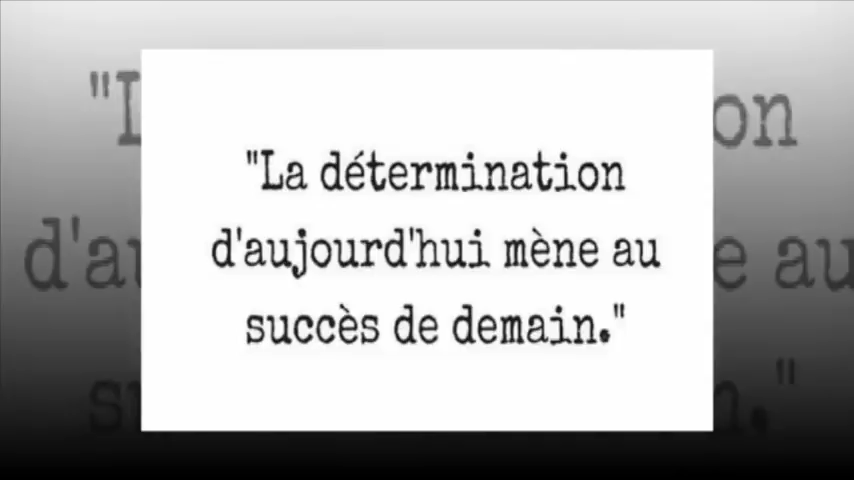 "La détermination
d'aujourd'hui mène au
succès de demain."